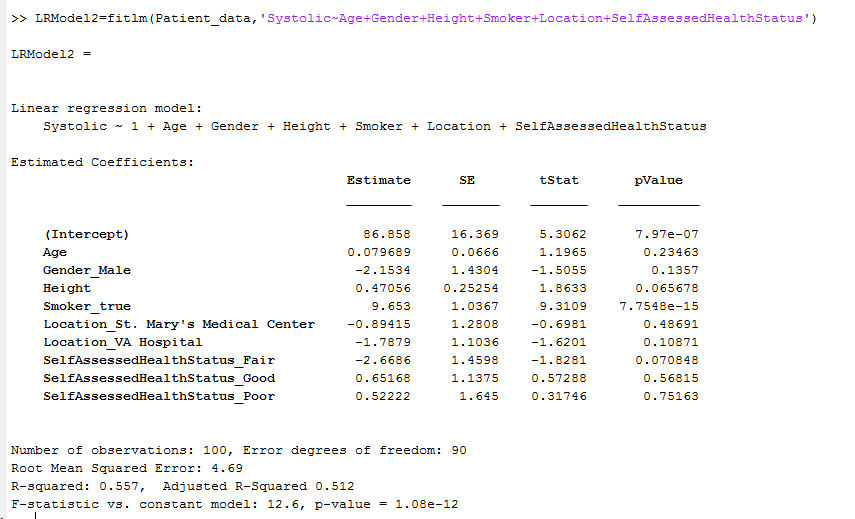 >> LRModel2=fitlm(Patient_data,'Systolic~Age+Gender+Height+Smoker+Location+SelfAssessedHealthStatus')
LRModel2 =
Linear regression model:
Systolic ~ 1 + Age + Gender + Height + Smoker + Location + SelfAssessedHealthStatus
Estimated Coefficients:
Estimate SE tStat pValue
(Intercept) 86.858 16.369 5.3062 7.97e-07
Age 0.079689 0.0666 1.1965 0.23463
Gender_Male -2.1534 1.4304 -1.5055 0.1357
Height 0.47056 0.25254 1.8633 0.065678
Smoker_true 9.653 1.0367 9.3109 7.7548e-15
Location_St. Mary's Medical Center -0.89415 1.2808 -0.6981 0.48691
Location_VA Hospital -1.7879 1.1036 -1.6201 0.10871
SelfAssessedHealthStatus_Fair -2.6686 1.4598 -1.8281 0.070848
SelfAssessedHealthStatus_Good 0.65168 1.1375 0.57288 0.56815
SelfAssessedHealthStatus_Poor 0.52222 1.645 0.31746 0.75163
Number of observations: 100, Error degrees of freedom: 90
Root Mean Squared Error: 4.69
R-squared: 0.557, Adjusted R-Squared 0.512
F-statistic vs. constant model: 12.6, p-value = 1.08e-12